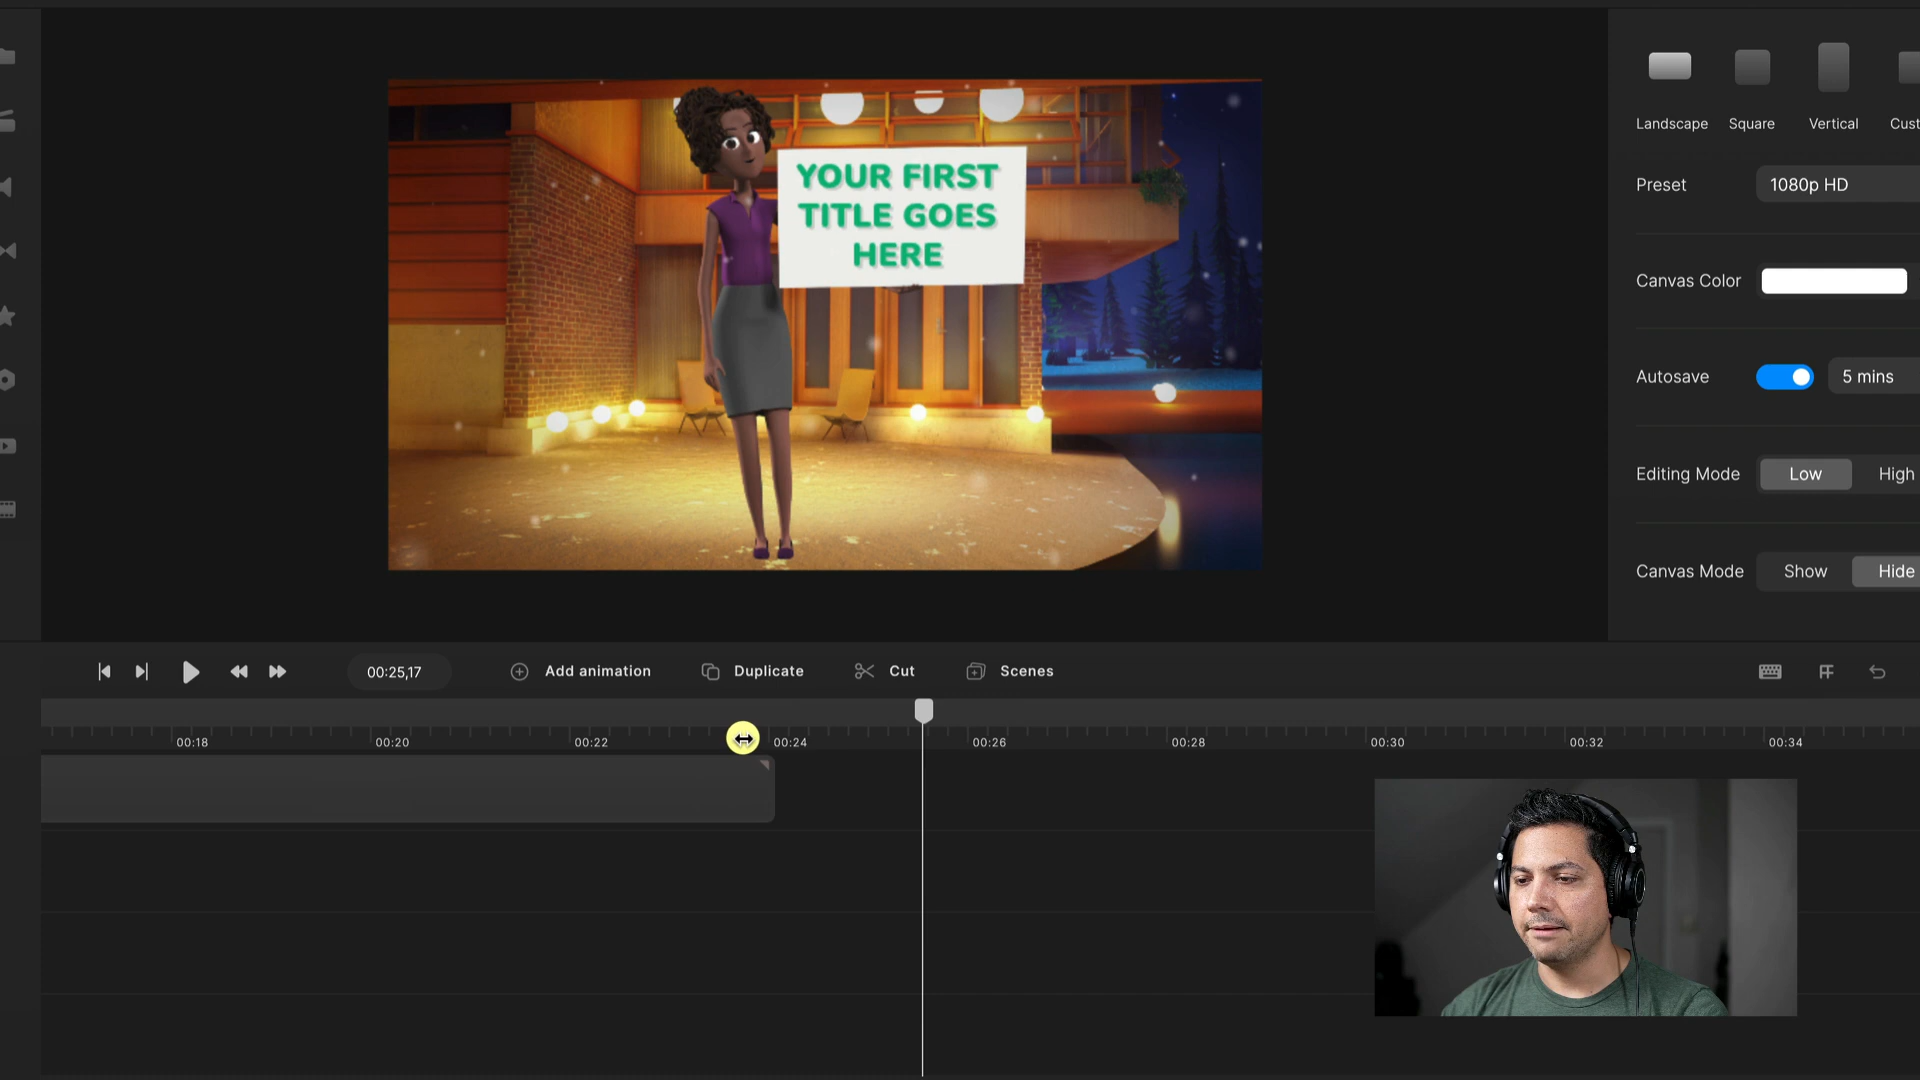 Landscape
Square
Vertical
Cust
YOUR FIRST
TITLE GOES
HERE
Preset
1080p HD
Canvas Color
Autosave
5 mins
Editing Mode
Low
High
Canvas Mode
Show
Hide
00:25,17
Add animation
Duplicate
Cut
Scenes
00:18
00:20
00:22
00:24
00:26
00:28
00:30
00:32
00:34